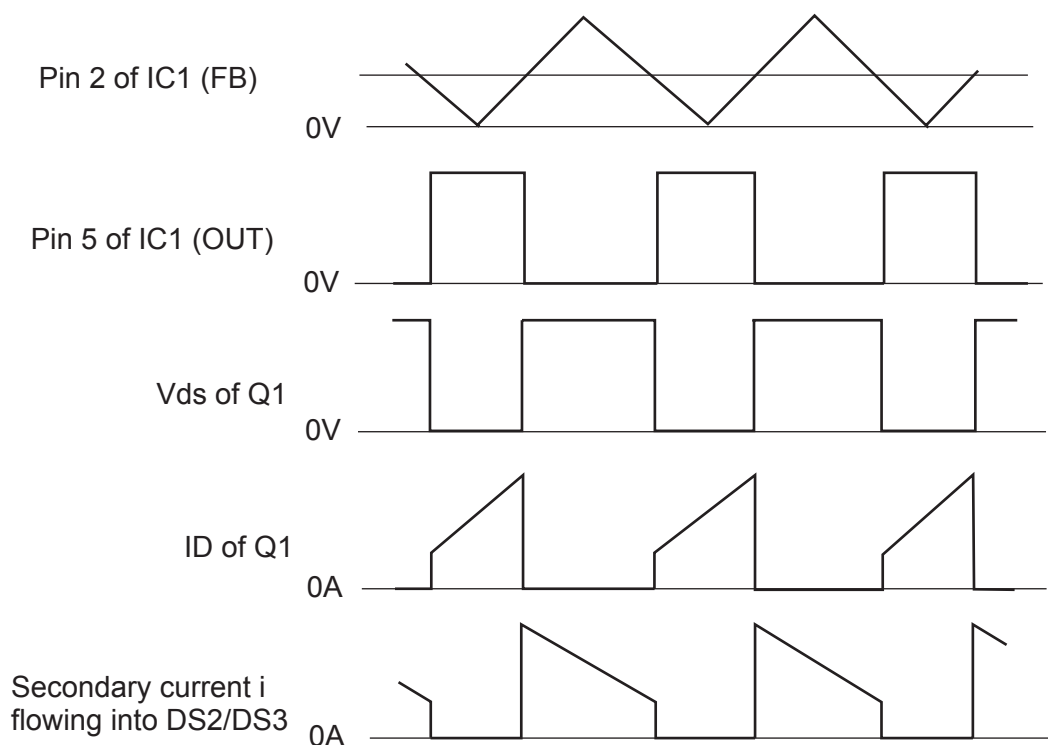 Pin 2 of IC1 (FB)
0V
Pin 5 of IC1 (OUT)
0V
Vds of Q1
0V
ID of Q1
0A
Secondary current i
flowing into DS2/DS3
0A